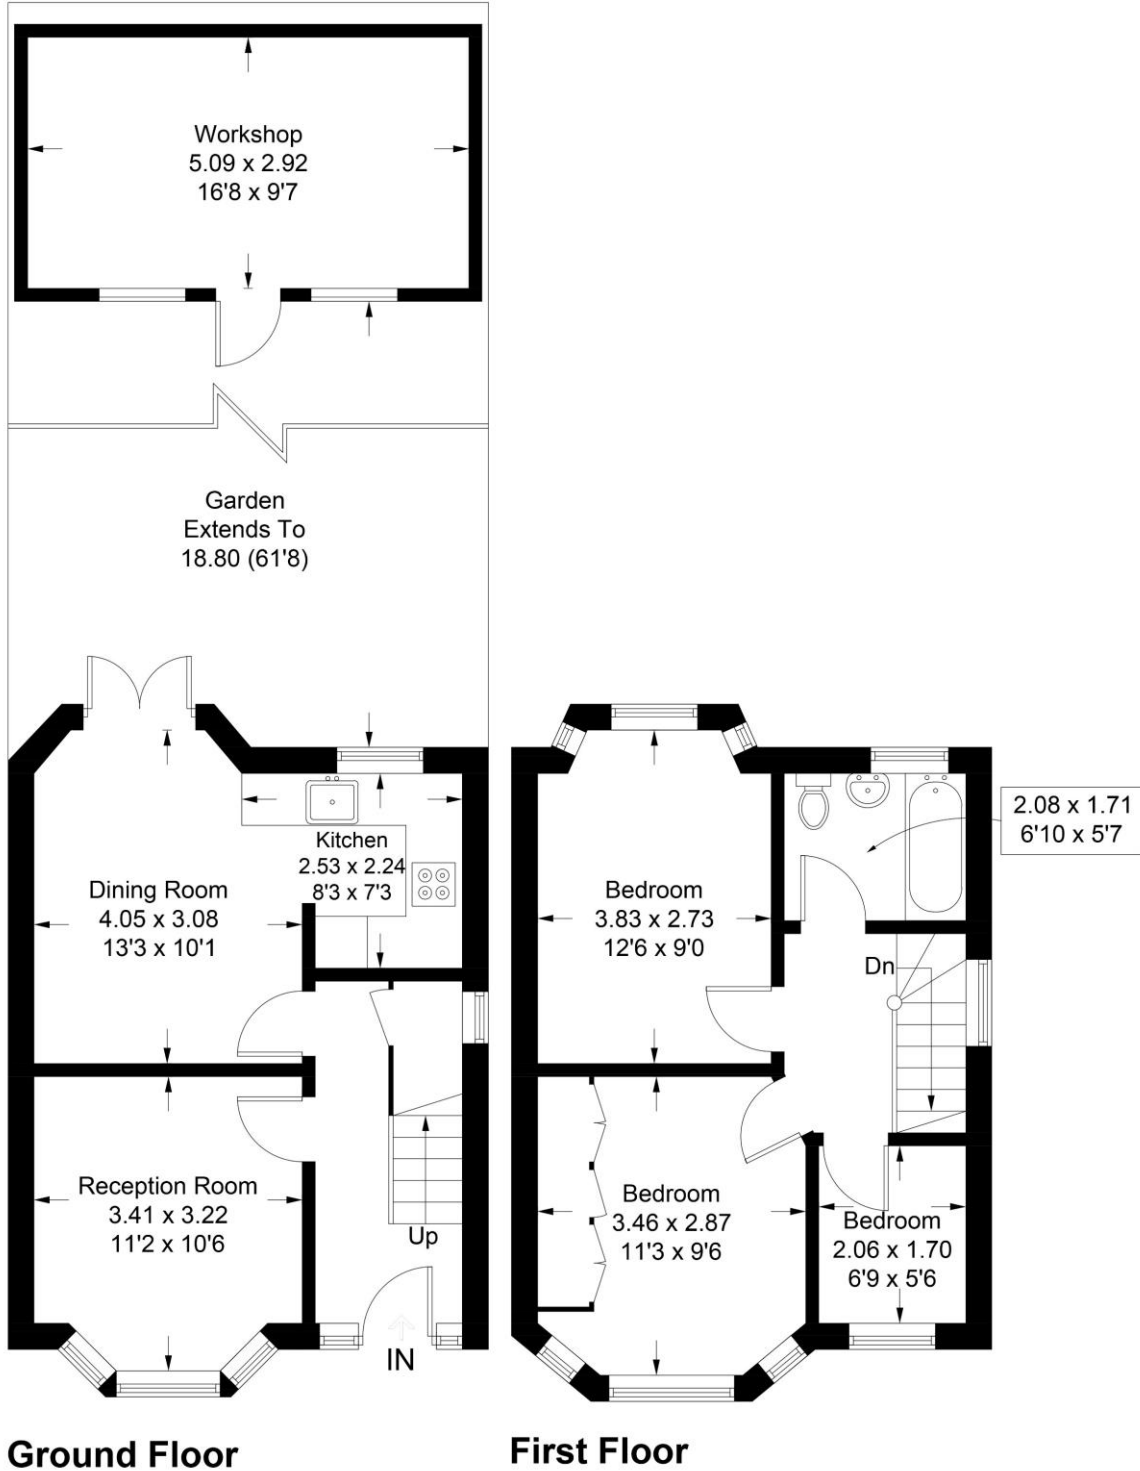 Workshop
5.09 x 2.92
16'8 x 9'7
Garden
Extends To
18.80 (61'8)
Kitchen
2.53 x 2.24
8'3 x 7'3
Dining Room
4.05 x 3.08
13'3 x 10'1
Reception Room
3.41 x 3.22
11'2 x 10'6
Up
IN
Ground Floor
2.08 x 1.71
6'10 x 5'7
Bedroom
3.83 x 2.73
12'6 x 9'0
Dn
Bedroom
3.46 x 2.87
11'3 x 9'6
Bedroom
2.06 x 1.70
6'9 x 5'6
First Floor